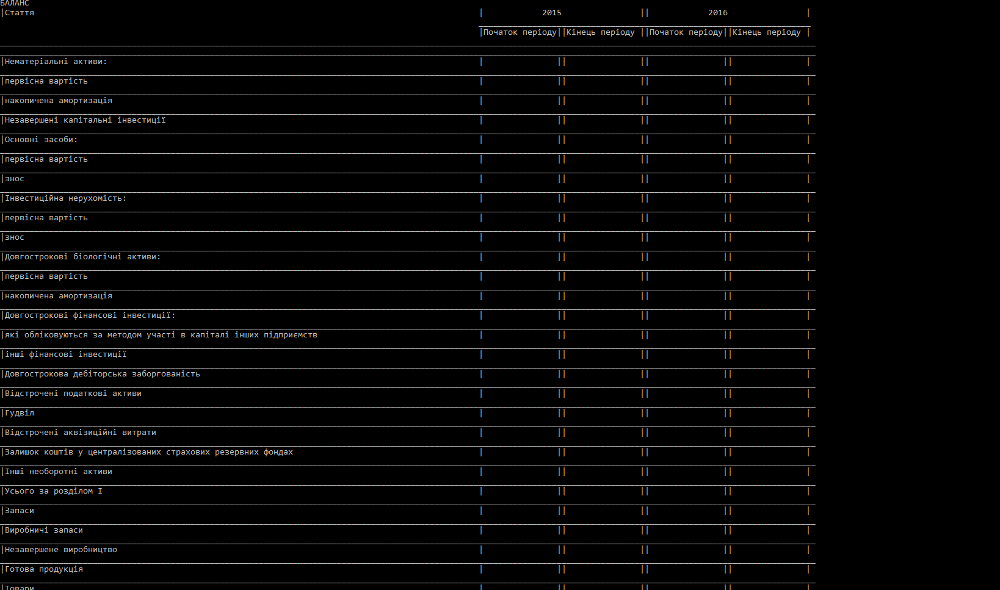 БАЛАНС
|Стаття | 2015 || 2016 |
|Початок періоду||Кінець періоду ||Початок періоду||Кінець періоду |
|Нематеріальні активи: | || || || |
|первісна вартість | || || || |
|накопичена амортизація | || || || |
|Незавершені капітальні інвестиції | || || || |
|Основні засоби: | || || || |
|первісна вартість | || || || |
|знос | || || || |
|Інвестиційна нерухомість: | || || || |
|первісна вартість | || || || |
|знос | || || || |
|Довгострокові біологічні активи: | || || || |
|первісна вартість | || || || |
|накопичена амортизація | || || || |
|Довгострокові фінансові інвестиції: | || || || |
|які обліковуються за методом участі в капіталі інших підприємств | || || || |
|інші фінансові інвестиції | || || || |
|Довгострокова дебіторська заборгованість | || || || |
|Відстрочені податкові активи | || || || |
|Гудвіл | || || || |
|Відстрочені аквізиційні витрати | || || || |
|Залишок коштів у централізованих страхових резервних фондах | || || || |
|Інші необоротні активи | || || || |
|Усього за розділом I | || || || |
|Запаси | || || || |
|Виробничі запаси | || || || |
|Незавершене виробництво | || || || |
|Готова продукція | || || || |
|Товари | || || || |